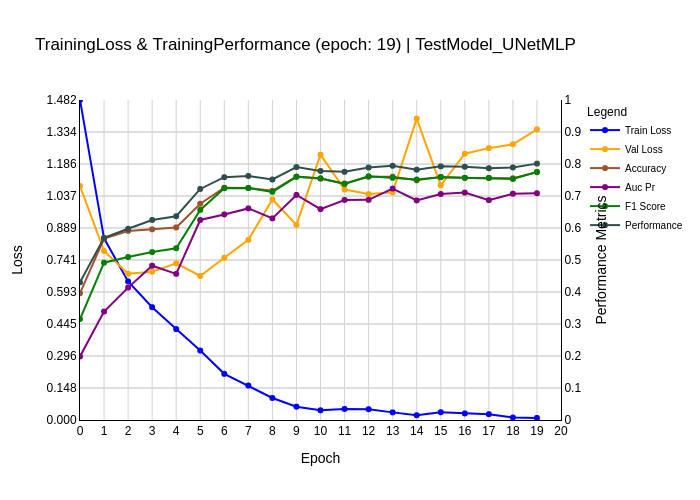 TrainingLoss & TrainingPerformance (epoch: 19) | TestModel_UNetMLP
1.482
1.334
1.186
1.037
0.889
0.741
0.593
0.445
0.296
0.148
0.000
Loss
0 1 2 3 4 5 6 7 8 9 10 11 12 13 14 15 16 17 18 19 20
Epoch
1
0.9
0.8
0.7
0.6
0.5
0.4
0.3
0.2
0.1
0
Performance Metrics
Legend
Train Loss
Val Loss
Accuracy
Auc Pr
F1 Score
Performance